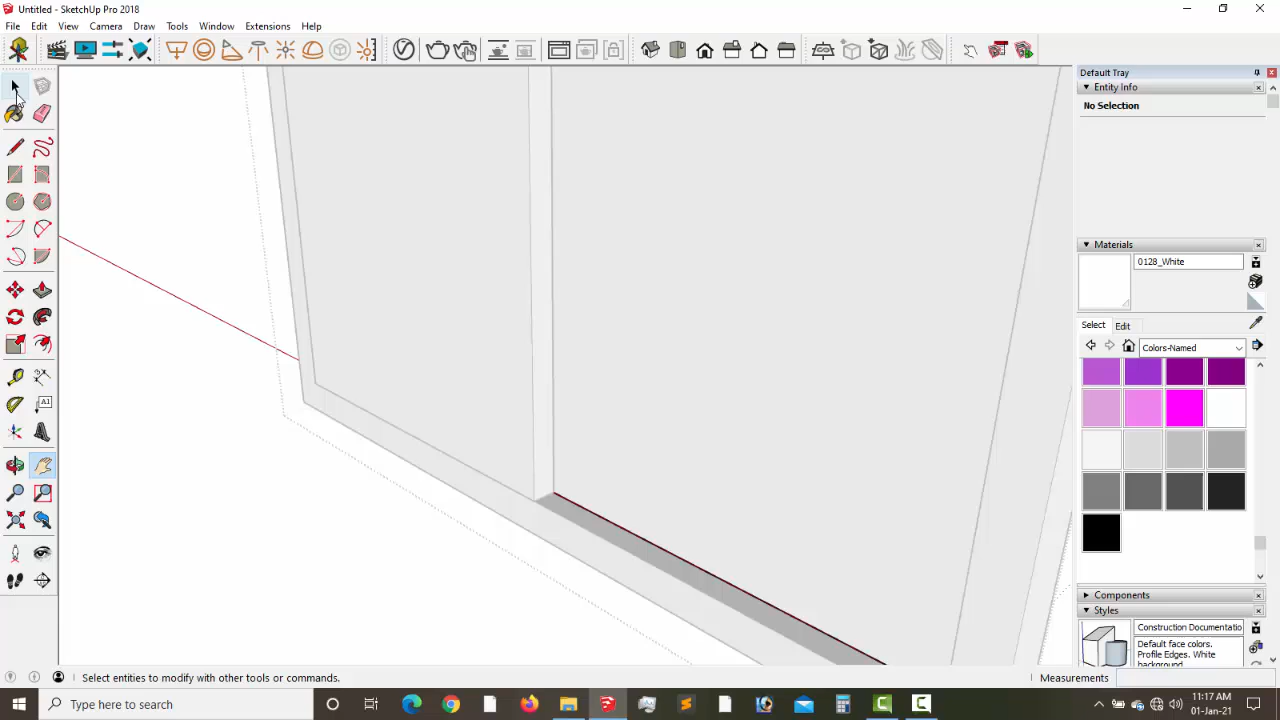 Untitled - SketchUp Pro 2018
File Edit View Camera Draw Tools Window Extensions Help
Default Tray
Entity Info
No Selection
Materials
0128_White
Select Edit
Colors-Named
A1
Components
Styles
Construction Documentatio
Default face colors.
Profile Edges. White
background.
Select entities to modify with other tools or commands.
Measurements
Type here to search
11:17 AM
01-Jan-21